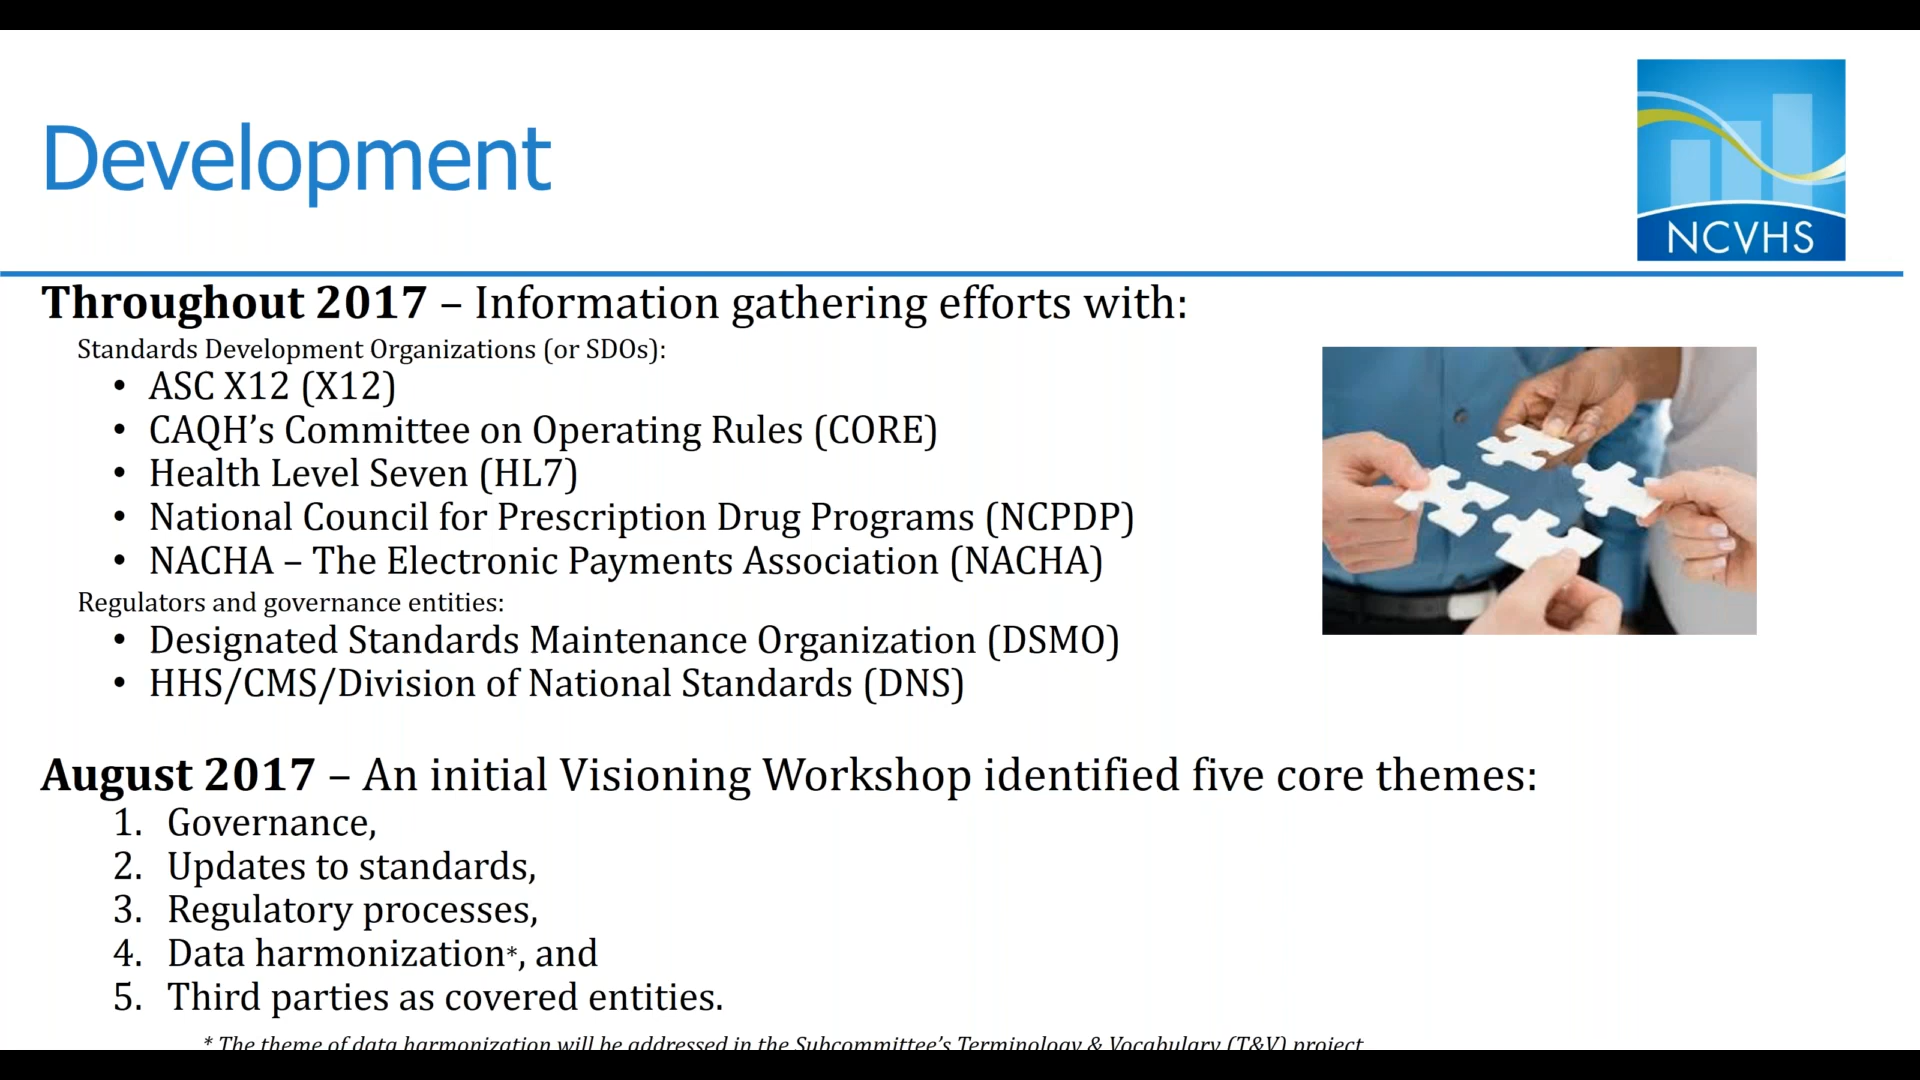 Development
NCVHS
Throughout 2017 – Information gathering efforts with:
Standards Development Organizations (or SDOs):
• ASC X12 (X12)
• CAQH’s Committee on Operating Rules (CORE)
• Health Level Seven (HL7)
• National Council for Prescription Drug Programs (NCPDP)
• NACHA – The Electronic Payments Association (NACHA)
Regulators and governance entities:
• Designated Standards Maintenance Organization (DSMO)
• HHS/CMS/Division of National Standards (DNS)
August 2017 – An initial Visioning Workshop identified five core themes:
1. Governance,
2. Updates to standards,
3. Regulatory processes,
4. Data harmonization*, and
5. Third parties as covered entities.
* The theme of data harmonization will be addressed in the Subcommittee’s Terminology & Vocabulary (T&V) project